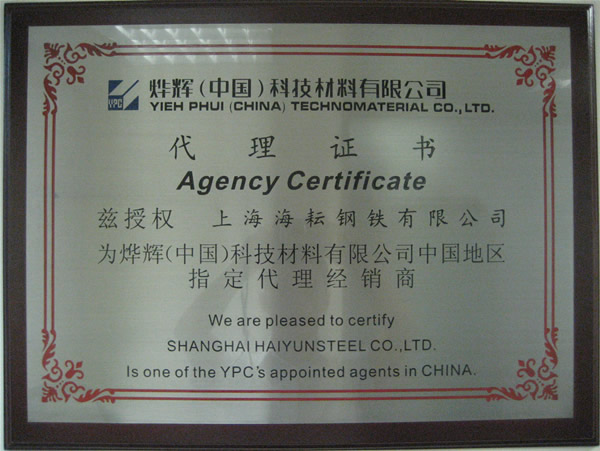 烨辉(中国)科技材料有限公司
YPC YIEH PHUI (CHINA) TECHNOMATERIAL CO.,LTD.
代理证书
Agency Certificate
兹授权 上海海耘钢铁有限公司
为烨辉(中国)科技材料有限公司中国地区
指定代理经销商
We are pleased to certify
SHANGHAI HAIYUNSTEEL CO.,LTD.
Is one of the YPC's appointed agents in CHINA.